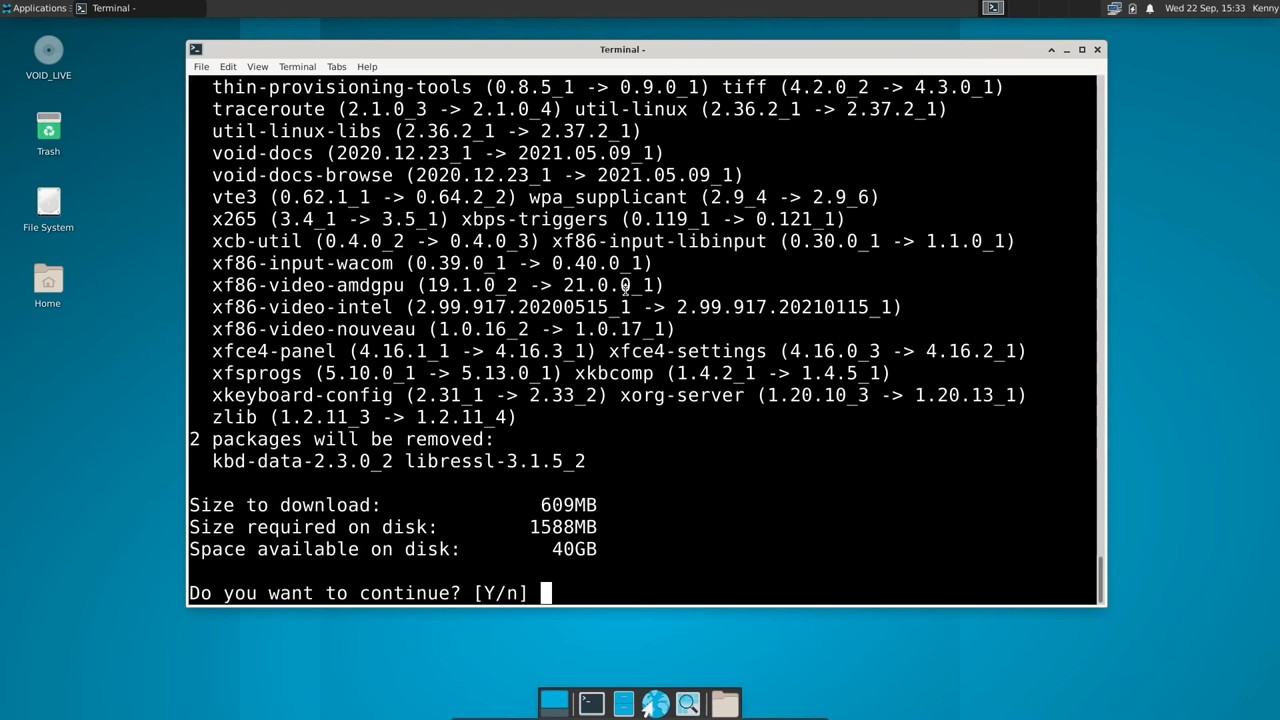 Applications
Terminal -
Wed 22 Sep, 15:33
Kenny
VOID_LIVE
Trash
File System
Home
Terminal -
File Edit View Terminal Tabs Help
thin-provisioning-tools (0.8.5_1 -> 0.9.0_1) tiff (4.2.0_2 -> 4.3.0_1)
traceroute (2.1.0_3 -> 2.1.0_4) util-linux (2.36.2_1 -> 2.37.2_1)
util-linux-libs (2.36.2_1 -> 2.37.2_1)
void-docs (2020.12.23_1 -> 2021.05.09_1)
void-docs-browse (2020.12.23_1 -> 2021.05.09_1)
vte3 (0.62.1_1 -> 0.64.2_2) wpa_supplicant (2.9_4 -> 2.9_6)
x265 (3.4_1 -> 3.5_1) xbps-triggers (0.119_1 -> 0.121_1)
xcb-util (0.4.0_2 -> 0.4.0_3) xf86-input-libinput (0.30.0_1 -> 1.1.0_1)
xf86-input-wacom (0.39.0_1 -> 0.40.0_1)
xf86-video-amdgpu (19.1.0_2 -> 21.0.0_1)
xf86-video-intel (2.99.917.20200515_1 -> 2.99.917.20210115_1)
xf86-video-nouveau (1.0.16_2 -> 1.0.17_1)
xfce4-panel (4.16.1_1 -> 4.16.3_1) xfce4-settings (4.16.0_3 -> 4.16.2_1)
xfsprogs (5.10.0_1 -> 5.13.0_1) xkbcomp (1.4.2_1 -> 1.4.5_1)
xkeyboard-config (2.31_1 -> 2.33_2) xorg-server (1.20.10_3 -> 1.20.13_1)
zlib (1.2.11_3 -> 1.2.11_4)
2 packages will be removed:
kbd-data-2.3.0_2 libressl-3.1.5_2
Size to download: 609MB
Size required on disk: 1588MB
Space available on disk: 40GB
Do you want to continue? [Y/n]